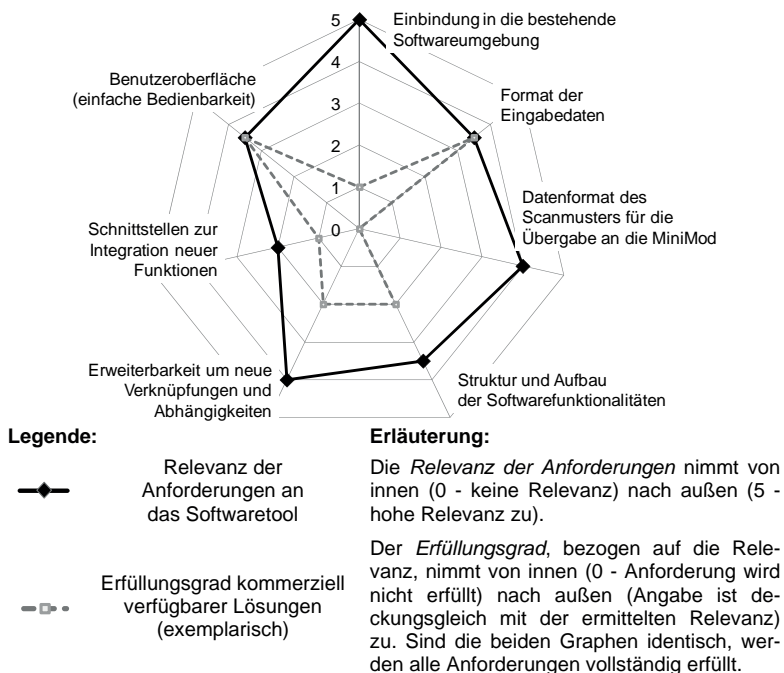 5
4
3
2
1
0
Einbindung in die bestehende
Softwareumgebung
Format der
Eingabedaten
Datenformat des
Scanmusters für die
Übergabe an die MiniMod
Struktur und Aufbau
der Softwarefunktionalitäten
Erweiterbarkeit um neue
Verknüpfungen und
Abhängigkeiten
Schnittstellen zur
Integration neuer
Funktionen
Benutzeroberfläche
(einfache Bedienbarkeit)
Legende:
Relevanz der
Anforderungen an
das Softwaretool
Erfüllungsgrad kommerziell
verfügbarer Lösungen
(exemplarisch)
Erläuterung:
Die Relevanz der Anforderungen nimmt von
innen (0 - keine Relevanz) nach außen (5 -
hohe Relevanz zu).
Der Erfüllungsgrad, bezogen auf die Rele-
vanz, nimmt von innen (0 - Anforderung wird
nicht erfüllt) nach außen (Angabe ist de-
ckungsgleich mit der ermittelten Relevanz)
zu. Sind die beiden Graphen identisch, wer-
den alle Anforderungen vollständig erfüllt.